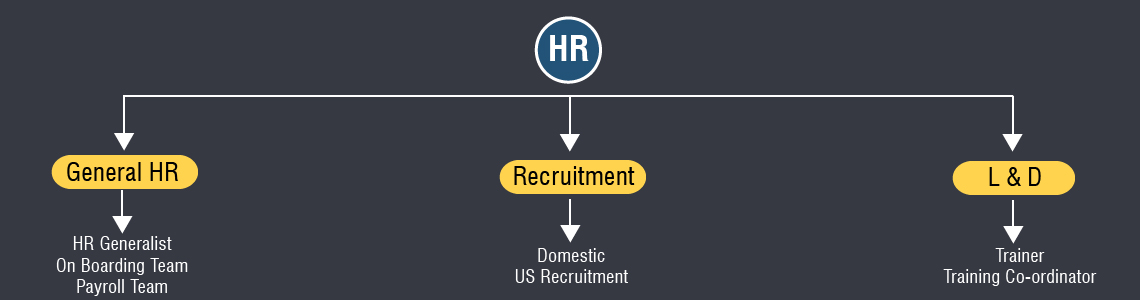 HR
General HR
Recruitment
L & D
HR Generalist
On Boarding Team
Payroll Team
Domestic
US Recruitment
Trainer
Training Co-ordinator